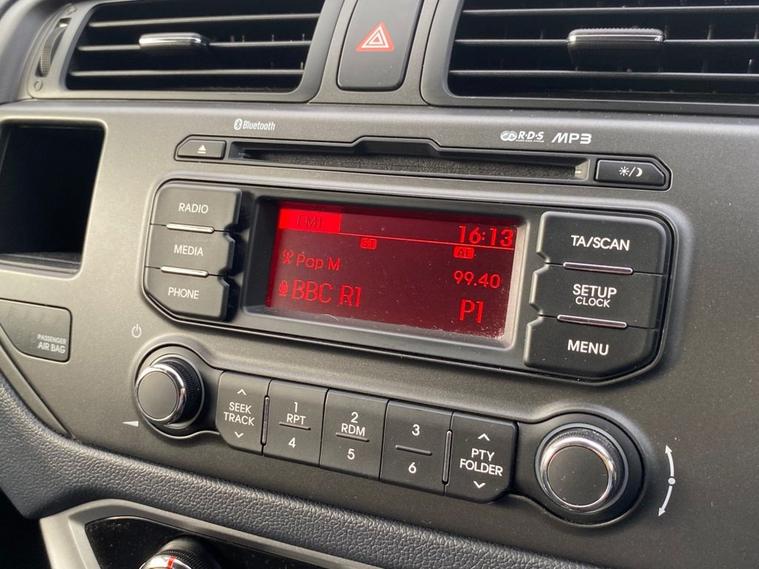 Bluetooth
R·D·S MP3
RADIO
MEDIA
PHONE
FM1
16:13
Pop M
99.40
BBC R1
P1
TA/SCAN
SETUP
CLOCK
MENU
PASSENGER
AIR BAG
SEEK
TRACK
1
RPT
4
2
RDM
5
3
6
PTY
FOLDER